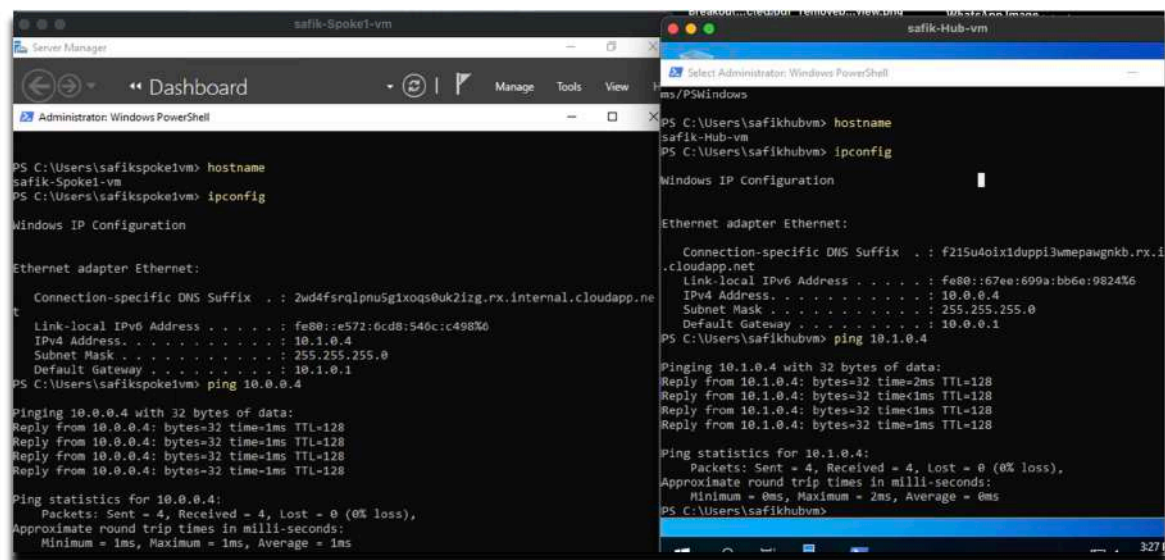 safik-Spoke1-vm
Server Manager
Dashboard
Manage Tools View
Administrator: Windows PowerShell
PS C:\Users\safikspoke1vm> hostname
safik-Spoke1-vm
PS C:\Users\safikspoke1vm> ipconfig
Windows IP Configuration
Ethernet adapter Ethernet:
Connection-specific DNS Suffix . : 2wd4fsrqlpnu5g1xoqs0uk2izg.rx.internal.cloudapp.ne
t
Link-local IPv6 Address . . . . . : fe80::e572:6cd8:546c:c498%6
IPv4 Address. . . . . . . . . . . : 10.1.0.4
Subnet Mask . . . . . . . . . . . : 255.255.255.0
Default Gateway . . . . . . . . . : 10.1.0.1
PS C:\Users\safikspoke1vm> ping 10.0.0.4
Pinging 10.0.0.4 with 32 bytes of data:
Reply from 10.0.0.4: bytes=32 time=1ms TTL=128
Reply from 10.0.0.4: bytes=32 time=1ms TTL=128
Reply from 10.0.0.4: bytes=32 time=1ms TTL=128
Reply from 10.0.0.4: bytes=32 time=1ms TTL=128
Ping statistics for 10.0.0.4:
Packets: Sent = 4, Received = 4, Lost = 0 (0% loss),
Approximate round trip times in milli-seconds:
Minimum = 1ms, Maximum = 1ms, Average = 1ms
safik-Hub-vm
Select Administrator: Windows PowerShell
ms/PSWindows
PS C:\Users\safikhubvm> hostname
safik-Hub-vm
PS C:\Users\safikhubvm> ipconfig
Windows IP Configuration
Ethernet adapter Ethernet:
Connection-specific DNS Suffix . : f215u4oix1duppi3wmepawgnkb.rx.i
.cloudapp.net
Link-local IPv6 Address . . . . . : fe80::67ee:699a:bb6e:9824%6
IPv4 Address. . . . . . . . . . . : 10.0.0.4
Subnet Mask . . . . . . . . . . . : 255.255.255.0
Default Gateway . . . . . . . . . : 10.0.0.1
PS C:\Users\safikhubvm> ping 10.1.0.4
Pinging 10.1.0.4 with 32 bytes of data:
Reply from 10.1.0.4: bytes=32 time=2ms TTL=128
Reply from 10.1.0.4: bytes=32 time<1ms TTL=128
Reply from 10.1.0.4: bytes=32 time<1ms TTL=128
Reply from 10.1.0.4: bytes=32 time=1ms TTL=128
Ping statistics for 10.1.0.4:
Packets: Sent = 4, Received = 4, Lost = 0 (0% loss),
Approximate round trip times in milli-seconds:
Minimum = 0ms, Maximum = 2ms, Average = 0ms
PS C:\Users\safikhubvm>
3:27